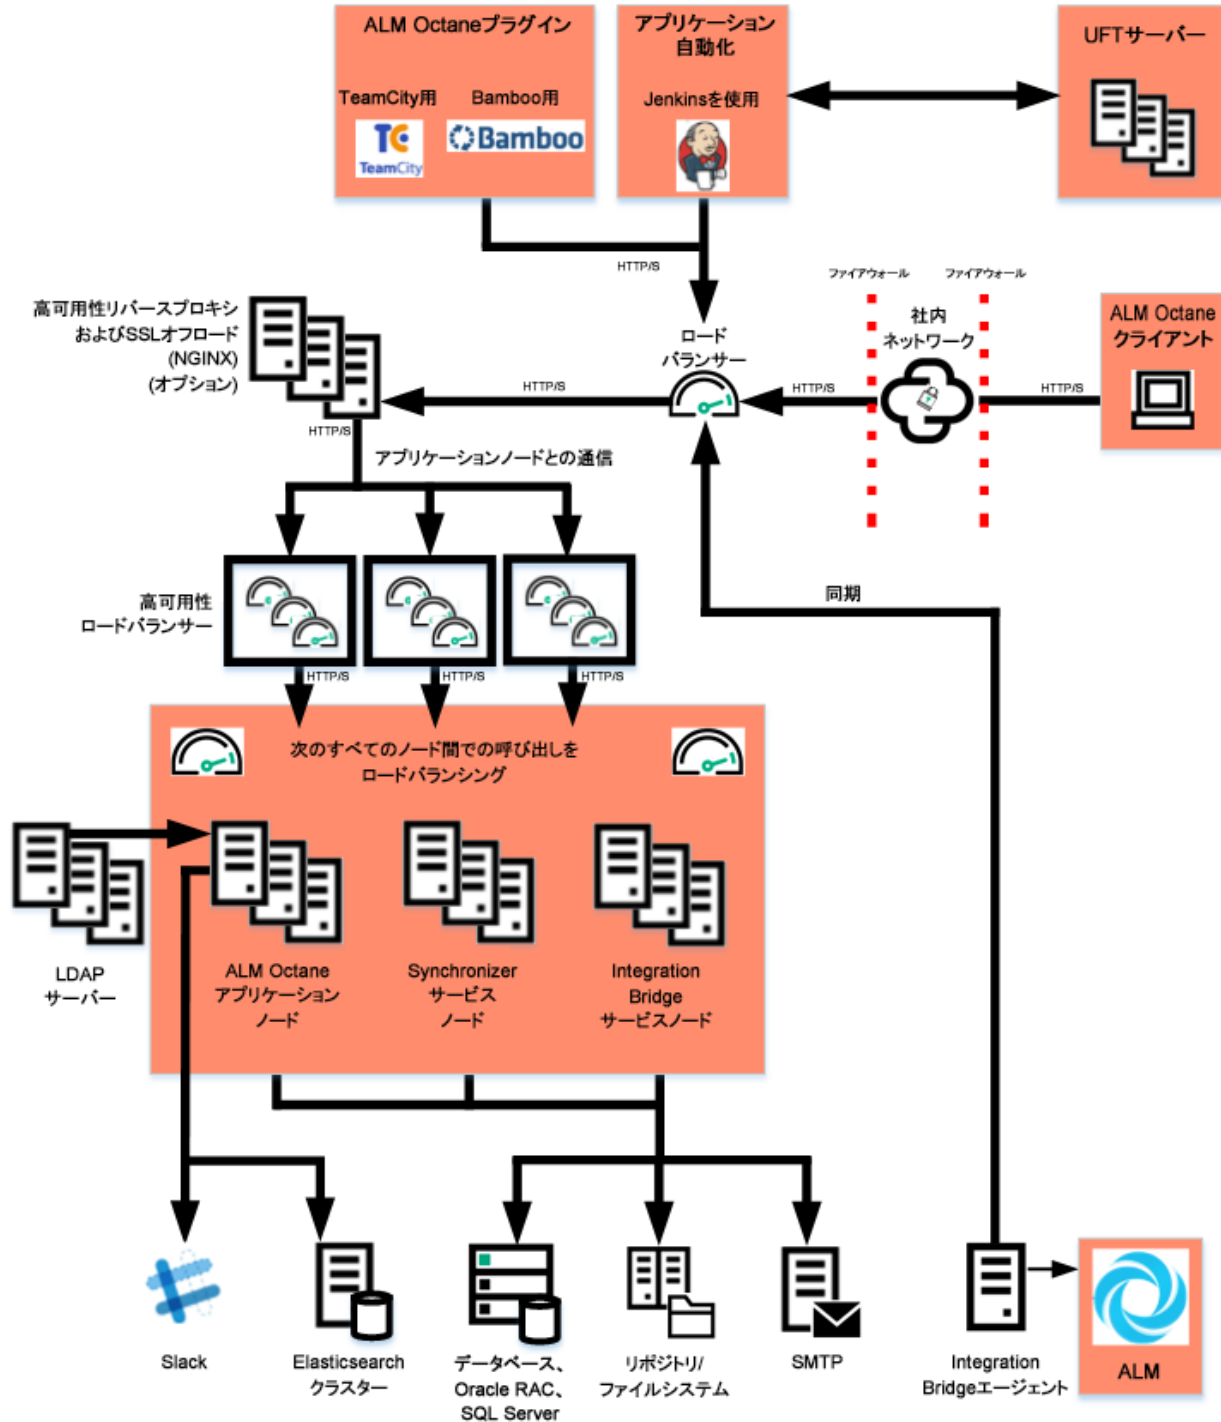 ALM Octaneプラグイン
TeamCity用
Bamboo用
TC
TeamCity
Bamboo
アプリケーション
自動化
Jenkinsを使用
UFTサーバー
HTTP/S
ファイアウォール
ファイアウォール
高可用性リバースプロキシ
およびSSLオフロード
(NGINX)
(オプション)
ロード
バランサー
社内
ネットワーク
ALM Octane
クライアント
HTTP/S
HTTP/S
HTTP/S
HTTP/S
アプリケーションノードとの通信
高可用性
ロードバランサー
同期
HTTP/S
HTTP/S
HTTP/S
次のすべてのノード間での呼び出しを
ロードバランシング
LDAP
サーバー
ALM Octane
アプリケーション
ノード
Synchronizer
サービス
ノード
Integration
Bridge
サービスノード
Slack
Elasticsearch
クラスター
データベース、
Oracle RAC、
SQL Server
リポジトリ/
ファイルシステム
SMTP
Integration
Bridgeエージェント
ALM